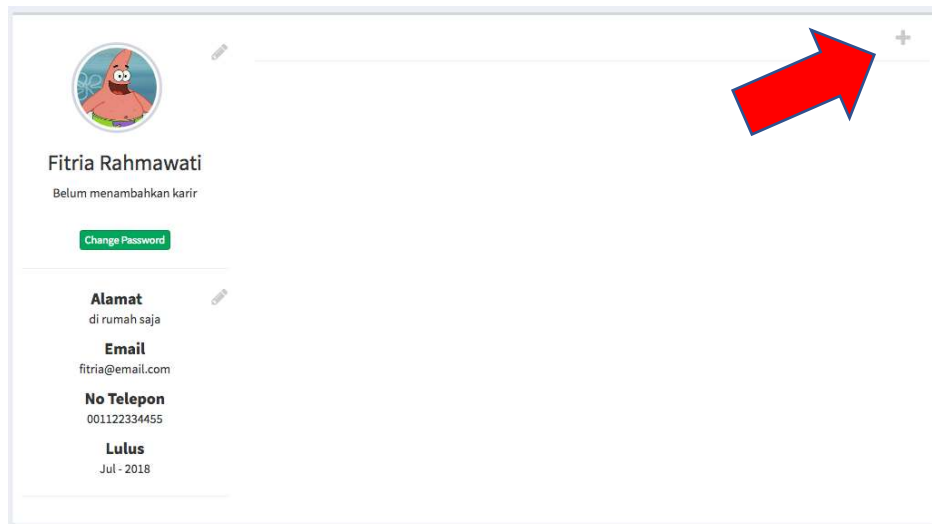 Fitria Rahmawati
Belum menambahkan karir
Change Password
Alamat
di rumah saja
Email
fitria@email.com
No Telepon
001122334455
Lulus
Jul - 2018